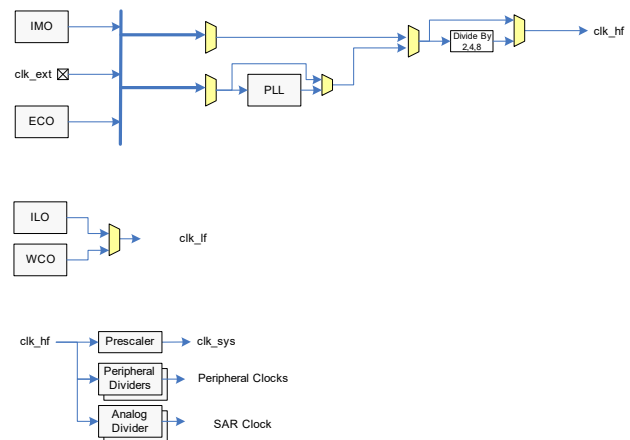 IMO
clk_ext
ECO
PLL
Divide By
2,4,8
clk_hf
ILO
WCO
clk_lf
clk_hf
Prescaler
clk_sys
Peripheral
Dividers
Peripheral Clocks
Analog
Divider
SAR Clock